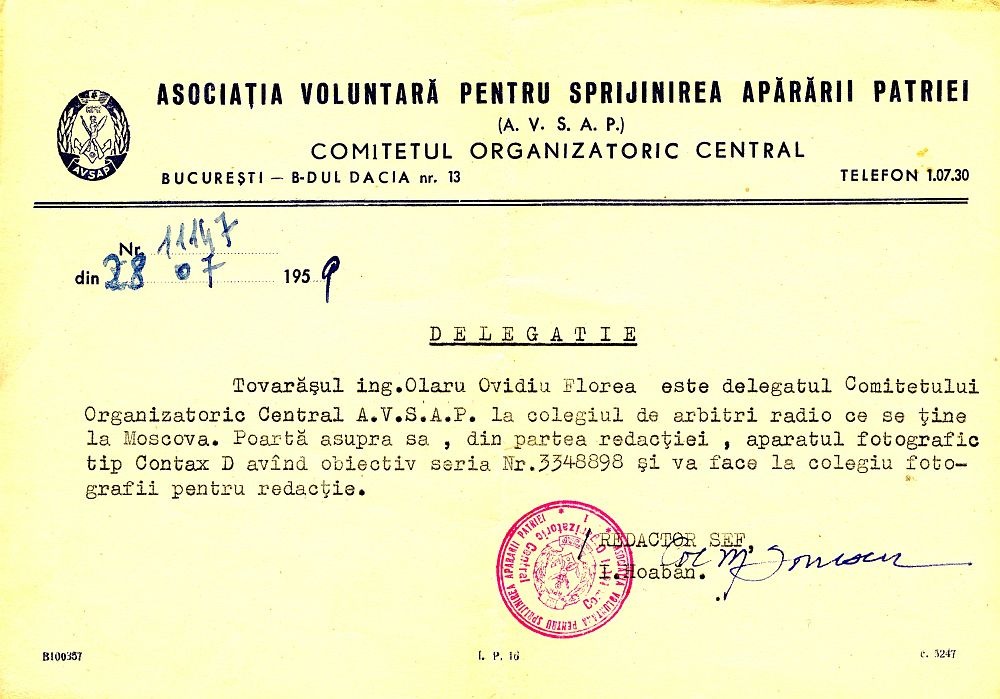 ASOCIAȚIA VOLUNTARĂ PENTRU SPRIJINIREA APĂRĂRII PATRIEI
(A. V. S. A. P.)
COMITETUL ORGANIZATORIC CENTRAL
BUCUREȘTI – B-DUL DACIA nr. 13 TELEFON 1.07.30
AVSAP
Nr. 11147
din 28 07 1959
DELEGATIE
Tovarășul ing.Olaru Ovidiu Florea este delegatul Comitetului
Organizatoric Central A.V.S.A.P. la colegiul de arbitri radio ce se ține
la Moscova. Poartă asupra sa , din partea redacției , aparatul fotografic
tip Contax D avînd obiectiv seria Nr.3348898 și va face la colegiu foto-
grafii pentru redacție.
REDACTOR SEF,
I.Hoaban.
Col M. Ionescu
ASOCIAȚIA VOLUNTARĂ PENTRU SPRIJINIREA APĂRĂRII PATRIEI
B100357 I. P. 16 c. 3247